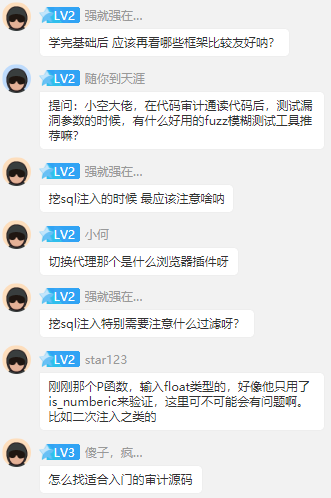 LV2 强就强在...
学完基础后 应该再看哪些框架比较友好呐?
LV2 随你到天涯
提问：小空大佬，在代码审计通读代码后，测试漏
洞参数的时候，有什么好用的fuzz模糊测试工具推
荐嘛?
LV2 强就强在...
挖sql注入的时候 最应该注意啥呐
LV2 小何
切换代理那个是什么浏览器插件呀
LV2 强就强在...
挖sql注入特别需要注意什么过滤呀?
LV2 star123
刚刚那个P函数，输入float类型的，好像他只用了
is_numberic来验证，这里可不可能会有问题啊。
比如二次注入之类的
LV3 傻子，疯...
怎么找适合入门的审计源码